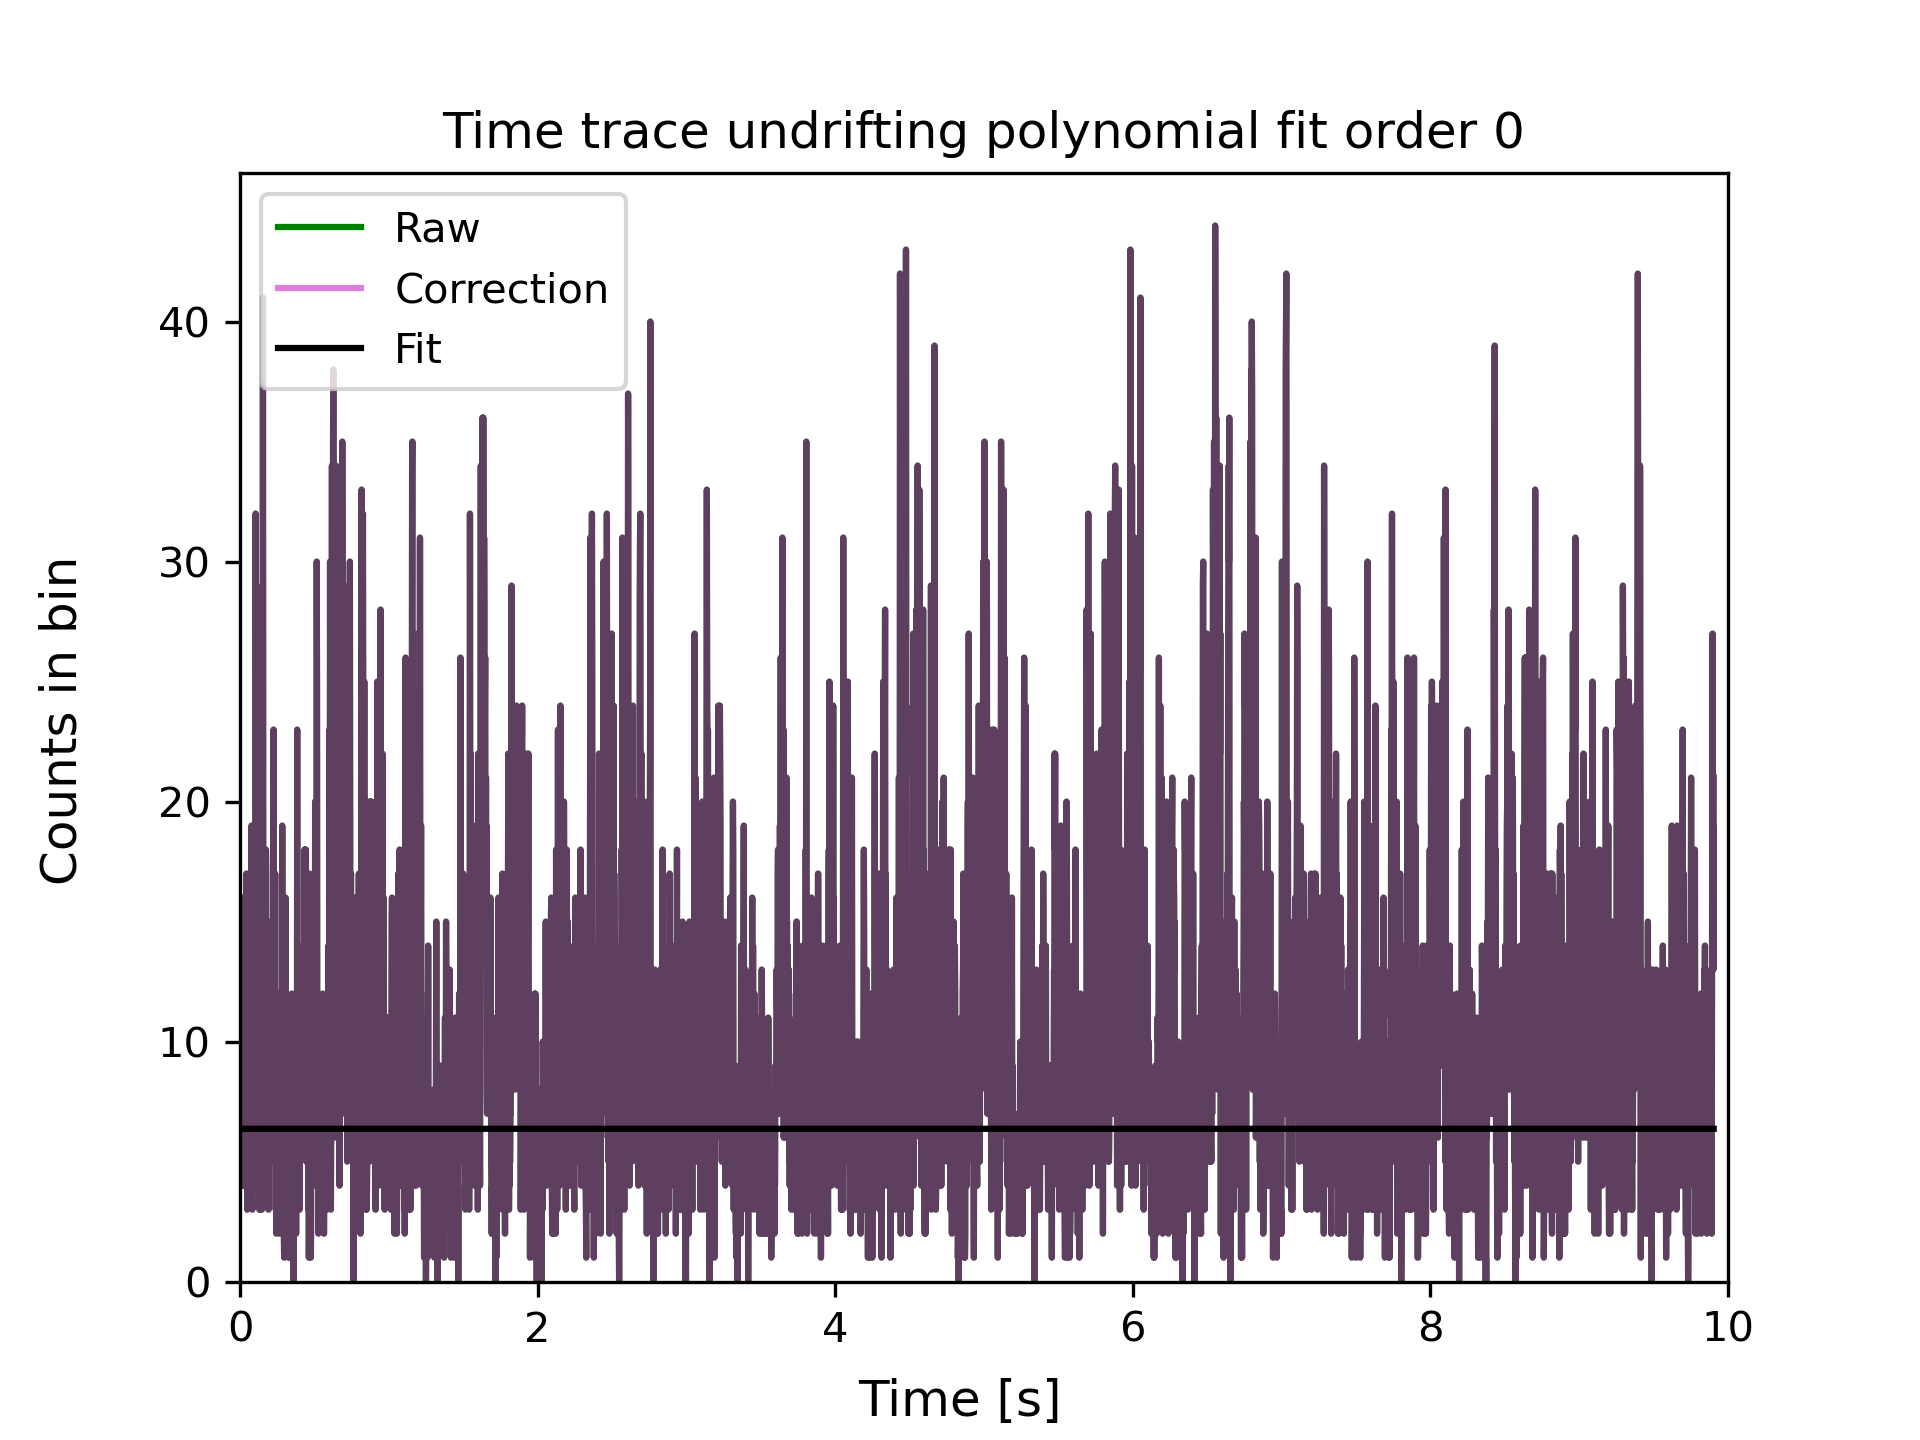 Time trace undrifting polynomial fit order 0
Raw
Correction
Fit
Counts in bin
40
30
20
10
0
0 2 4 6 8 10
Time [s]